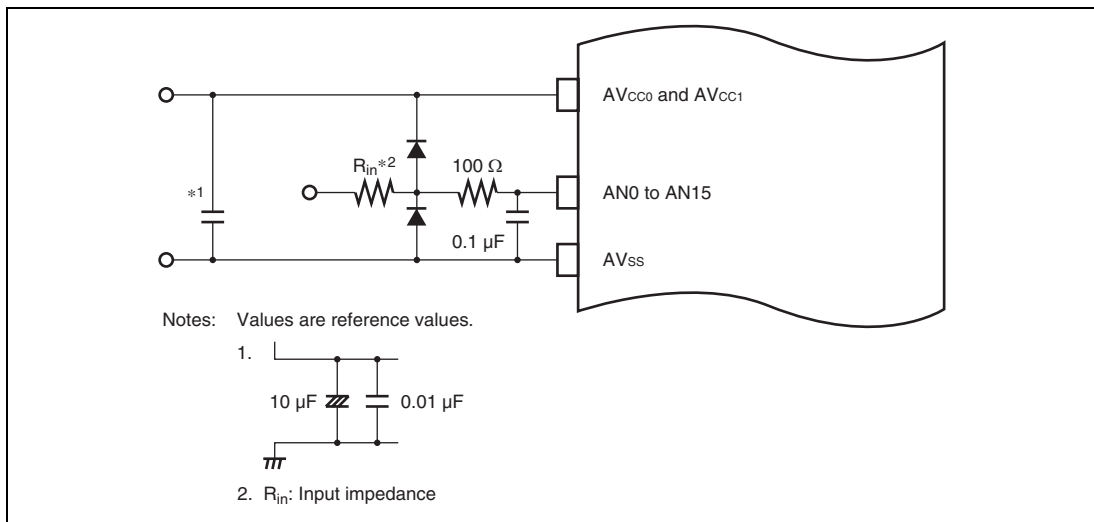 AVCC0 and AVCC1
*1
Rin*2
100 Ω
AN0 to AN15
0.1 µF
AVSS
Notes: Values are reference values.
1.
10 µF
0.01 µF
2. Rin: Input impedance